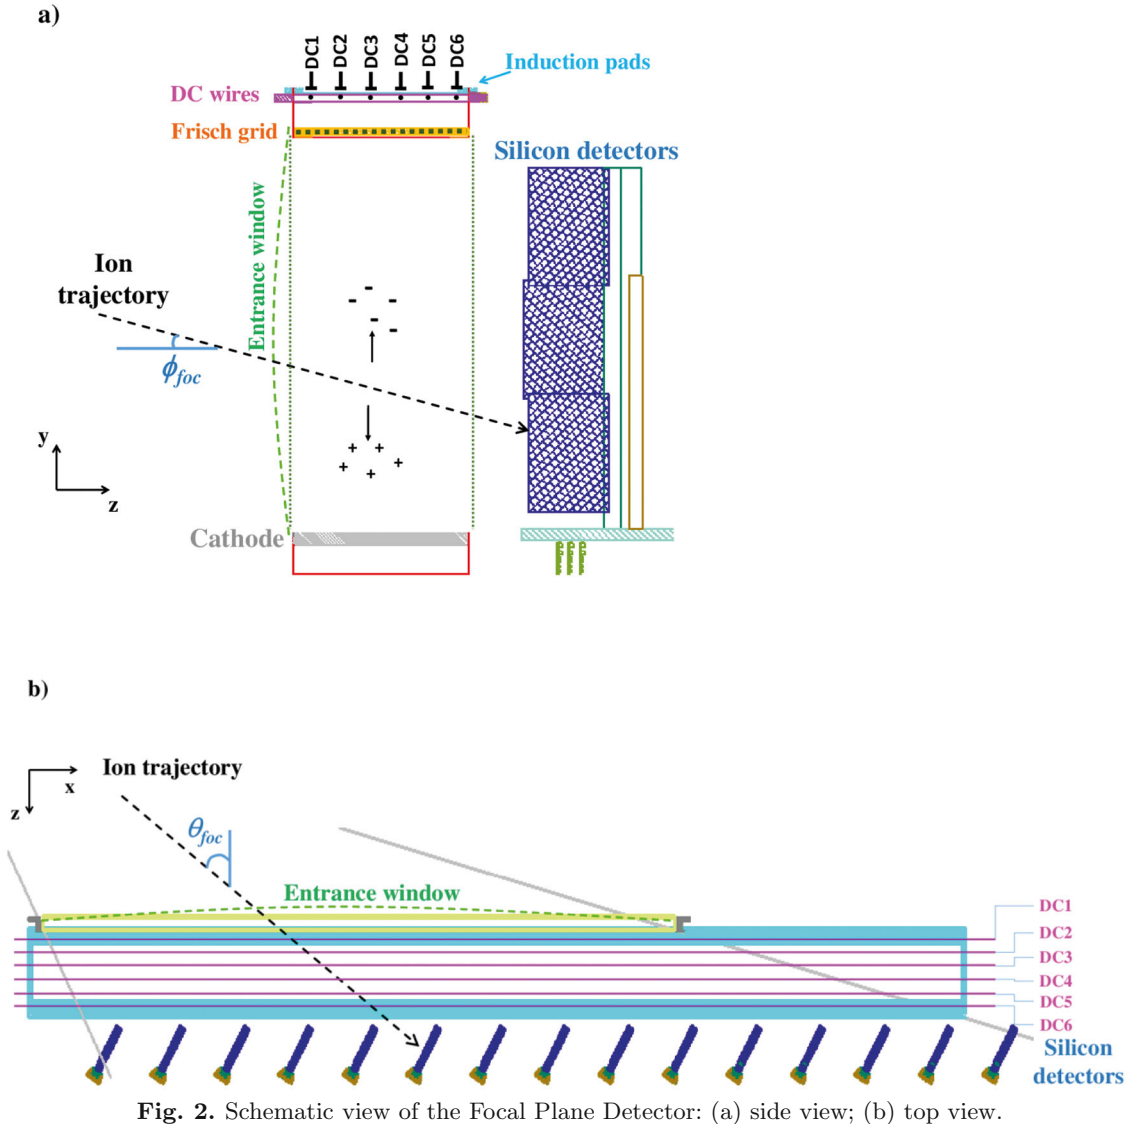 a)
DC1 DC2 DC3 DC4 DC5 DC6
Induction pads
DC wires
Frisch grid
Silicon detectors
Entrance window
Ion
trajectory
ϕfoc
- - - - -
+ + + + +
y
z
Cathode
b)
Ion trajectory
x
z
θfoc
Entrance window
DC1
DC2
DC3
DC4
DC5
DC6
Silicon
detectors
Fig. 2. Schematic view of the Focal Plane Detector: (a) side view; (b) top view.